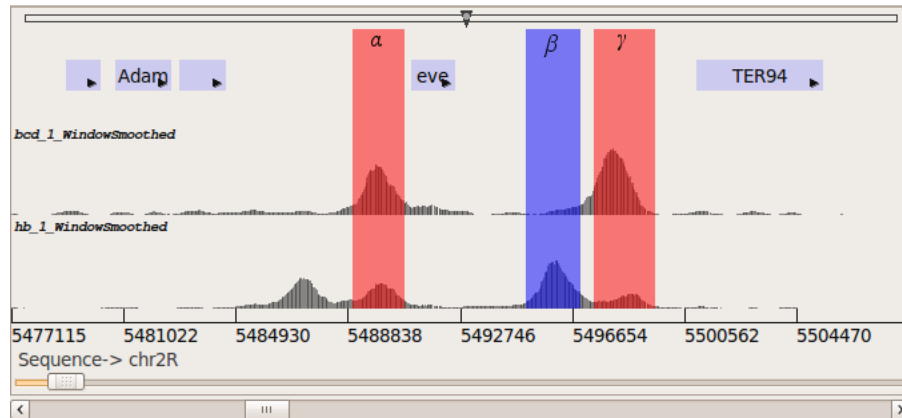 α β γ
Adam eve TER94
bcd_1_WindowSmoothed
hb_1_WindowSmoothed
5477115 5481022 5484930 5488838 5492746 5496654 5500562 5504470
Sequence-> chr2R